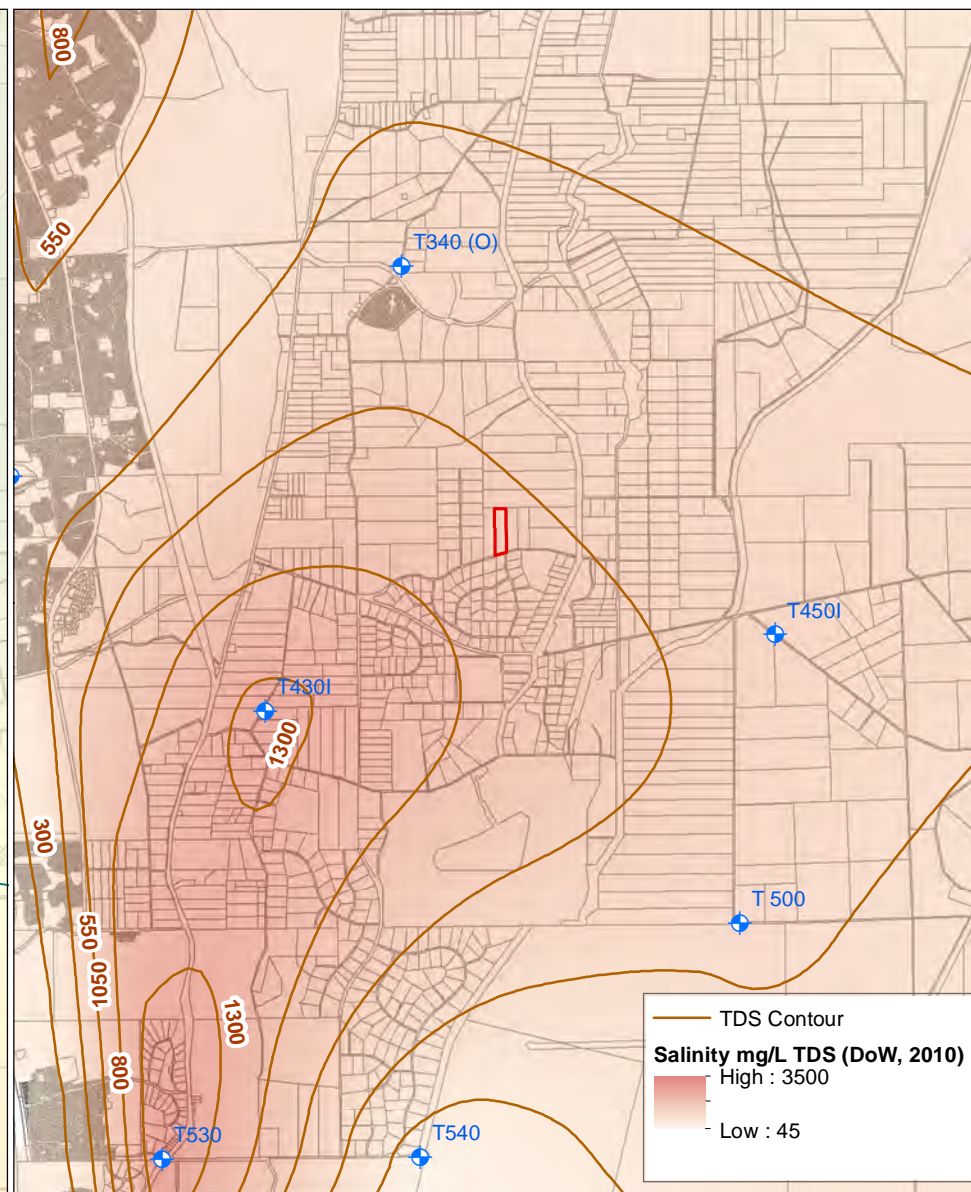 800
550
T340 (O)
T450I
T430I
1300
300
T 500
550
1050
1300
800
T530
T540
TDS Contour
Salinity mg/L TDS (DoW, 2010)
High : 3500
Low : 45